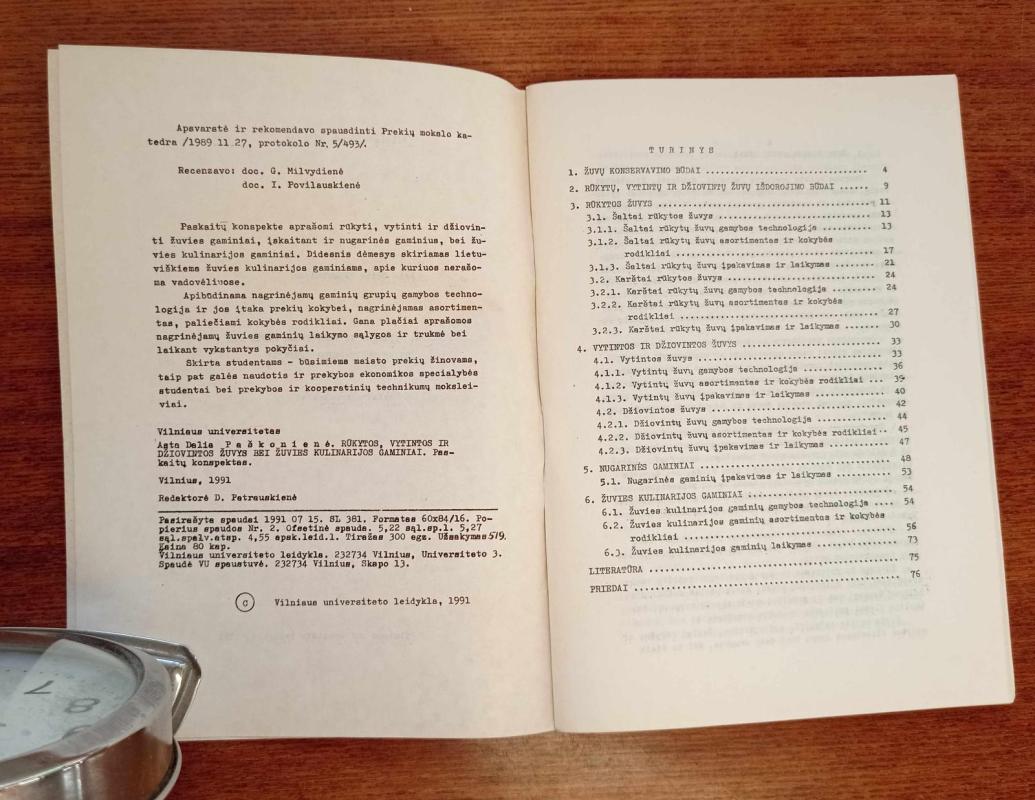 Apsvarstė ir rekomendavo spausdinti Prekių mokslo ka-
tedra /1989 11 27, protokolo Nr. 5/493/.
Recenzavo: doc. G. Milvydienė
doc. I. Povilauskienė
Paskaitų konspekte aprašomi rūkyti, vytinti ir džiovin-
ti žuvies gaminiai, įskaitant ir nugarinės gaminius, bei žu-
vies kulinarijos gaminiai. Didesnis dėmesys skiriamas lietu-
viškiems žuvies kulinarijos gaminiams, apie kuriuos nerašo-
ma vadovėliuose.
Apibūdinama nagrinėjamų gaminių grupių gamybos techno-
logija ir jos įtaka prekių kokybei, nagrinėjamas asortimen-
tas, paliečiami kokybės rodikliai. Gana plačiai aprašomos
nagrinėjamų žuvies gaminių laikymo sąlygos ir trukmė bei
laikant vykstantys pokyčiai.
Skirta studentams - būsimiems maisto prekių žinovams,
taip pat galės naudotis ir prekybos ekonomikos specialybės
studentai bei prekybos ir kooperatinių technikumų mokslei-
viai.
Vilniaus universitetas
Asta Dalia P a š k o n i e n ė. RŪKYTOS, VYTINTOS IR
DŽIOVINTOS ŽUVYS BEI ŽUVIES KULINARIJOS GAMINIAI. Pas-
kaitų konspektas.
Vilnius, 1991
Redaktorė D. Petrauskienė
Pasirašyta spaudai 1991 07 15. SL 381. Formatas 60x84/16. Po-
pierius spaudos Nr. 2. Ofsetinė spauda. 5,22 sąl.sp.l. 5,27
sąl.spalv.atsp. 4,55 apsk.leid.l. Tiražas 300 egz. Užsakymas 579.
Kaina 80 kap.
Vilniaus universiteto leidykla. 232734 Vilnius, Universiteto 3.
Spaudė VU spaustuvė. 232734 Vilnius, Skapo 13.
© Vilniaus universiteto leidykla, 1991
T U R I N Y S
1. ŽUVŲ KONSERVAVIMO BŪDAI .................... 4
2. RŪKYTŲ, VYTINTŲ IR DŽIOVINTŲ ŽUVŲ IŠDOROJIMO BŪDAI ...... 9
3. RŪKYTOS ŽUVYS .................... 11
3.1. Šaltai rūkytos žuvys .................... 13
3.1.1. Šaltai rūkytų žuvų gamybos technologija .......... 13
3.1.2. Šaltai rūkytų žuvų asortimentas ir kokybės
rodikliai .................... 17
3.1.3. Šaltai rūkytų žuvų įpakavimas ir laikymas ........ 21
3.2. Karštai rūkytos žuvys .................... 24
3.2.1. Karštai rūkytų žuvų gamybos technologija ......... 24
3.2.2. Karštai rūkytų žuvų asortimentas ir kokybės
rodikliai .................... 27
3.2.3. Karštai rūkytų žuvų įpakavimas ir laikymas ....... 30
4. VYTINTOS IR DŽIOVINTOS ŽUVYS .................... 33
4.1. Vytintos žuvys .................... 33
4.1.1. Vytintų žuvų gamybos technologija .............. 36
4.1.2. Vytintų žuvų asortimentas ir kokybės rodikliai ... 39
4.1.3. Vytintų žuvų įpakavimas ir laikymas ............ 40
4.2. Džiovintos žuvys .................... 42
4.2.1. Džiovintų žuvų gamybos technologija ............ 44
4.2.2. Džiovintų žuvų asortimentas ir kokybės rodikliai .. 45
4.2.3. Džiovintų žuvų įpakavimas ir laikymas .......... 47
5. NUGARINĖS GAMINIAI .................... 48
5.1. Nugarinės gaminių įpakavimas ir laikymas ......... 53
6. ŽUVIES KULINARIJOS GAMINIAI .................... 54
6.1. Žuvies kulinarijos gaminių gamybos technologija ... 54
6.2. Žuvies kulinarijos gaminių asortimentas ir kokybės
rodikliai .................... 56
6.3. Žuvies kulinarijos gaminių laikymas ............. 73
LITERATŪRA .................... 75
PRIEDAI .................... 76
7
8